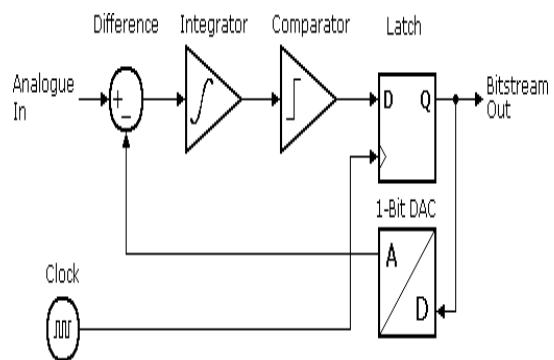 Difference
Integrator
Comparator
Latch
Analogue
In
+
−
D
Q
Bitstream
Out
1-Bit DAC
A
D
Clock